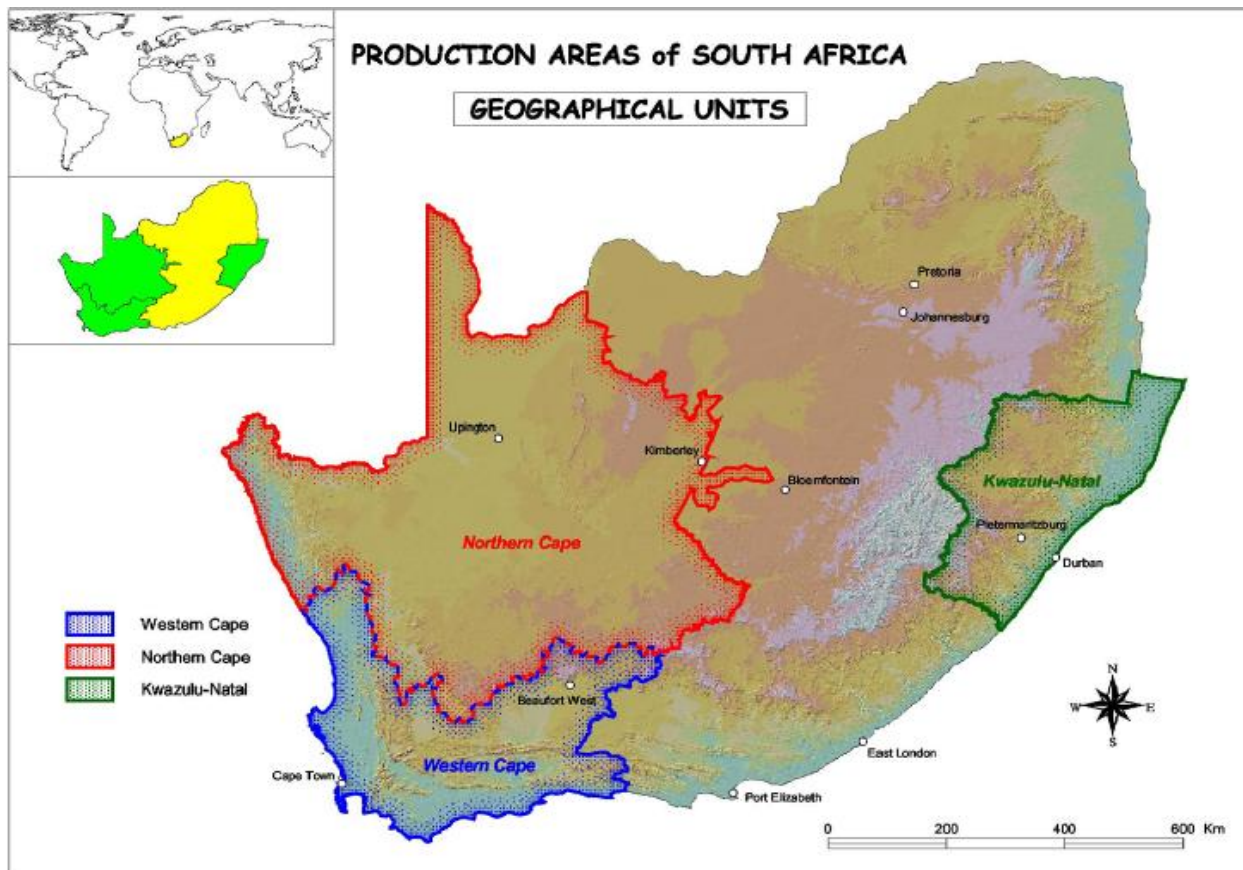 PRODUCTION AREAS of SOUTH AFRICA
GEOGRAPHICAL UNITS
Pretoria
Johannesburg
Upington
Kimberley
Bloemfontein
Kwazulu-Natal
Pietermaritzburg
Durban
Northern Cape
Western Cape
Northern Cape
Kwazulu-Natal
Beaufort West
N
W E
S
East London
Western Cape
Cape Town
Port Elizabeth
0 200 400 600 Km